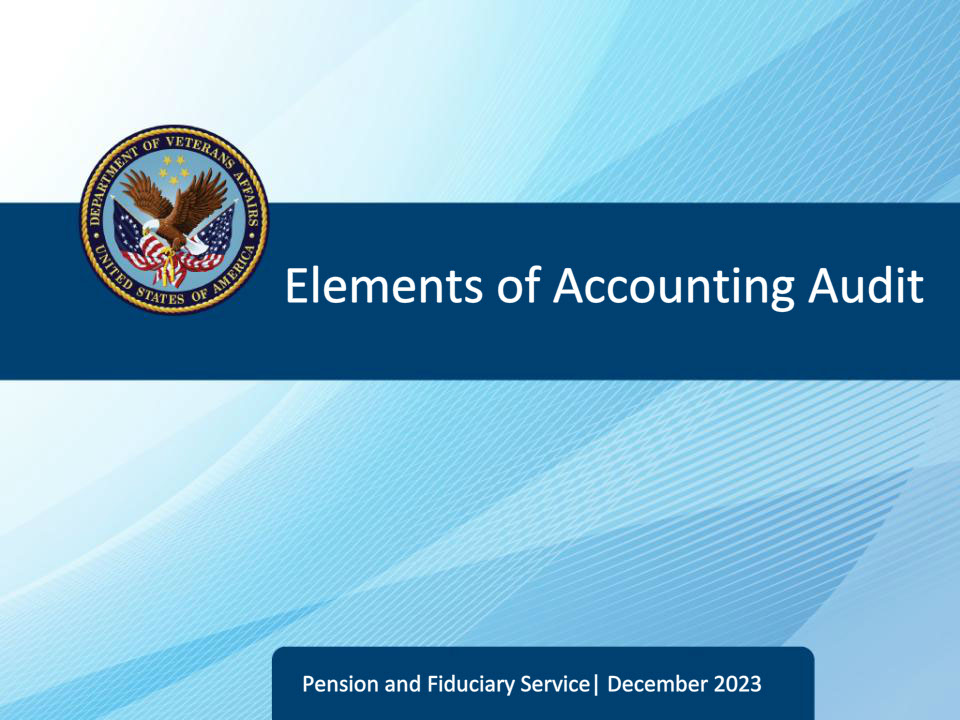 DEPARTMENT OF VETERANS AFFAIRS
UNITED STATES OF AMERICA
Elements of Accounting Audit
Pension and Fiduciary Service| December 2023